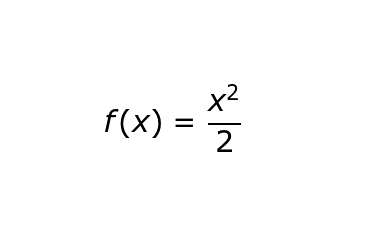 f(x) = x²/2